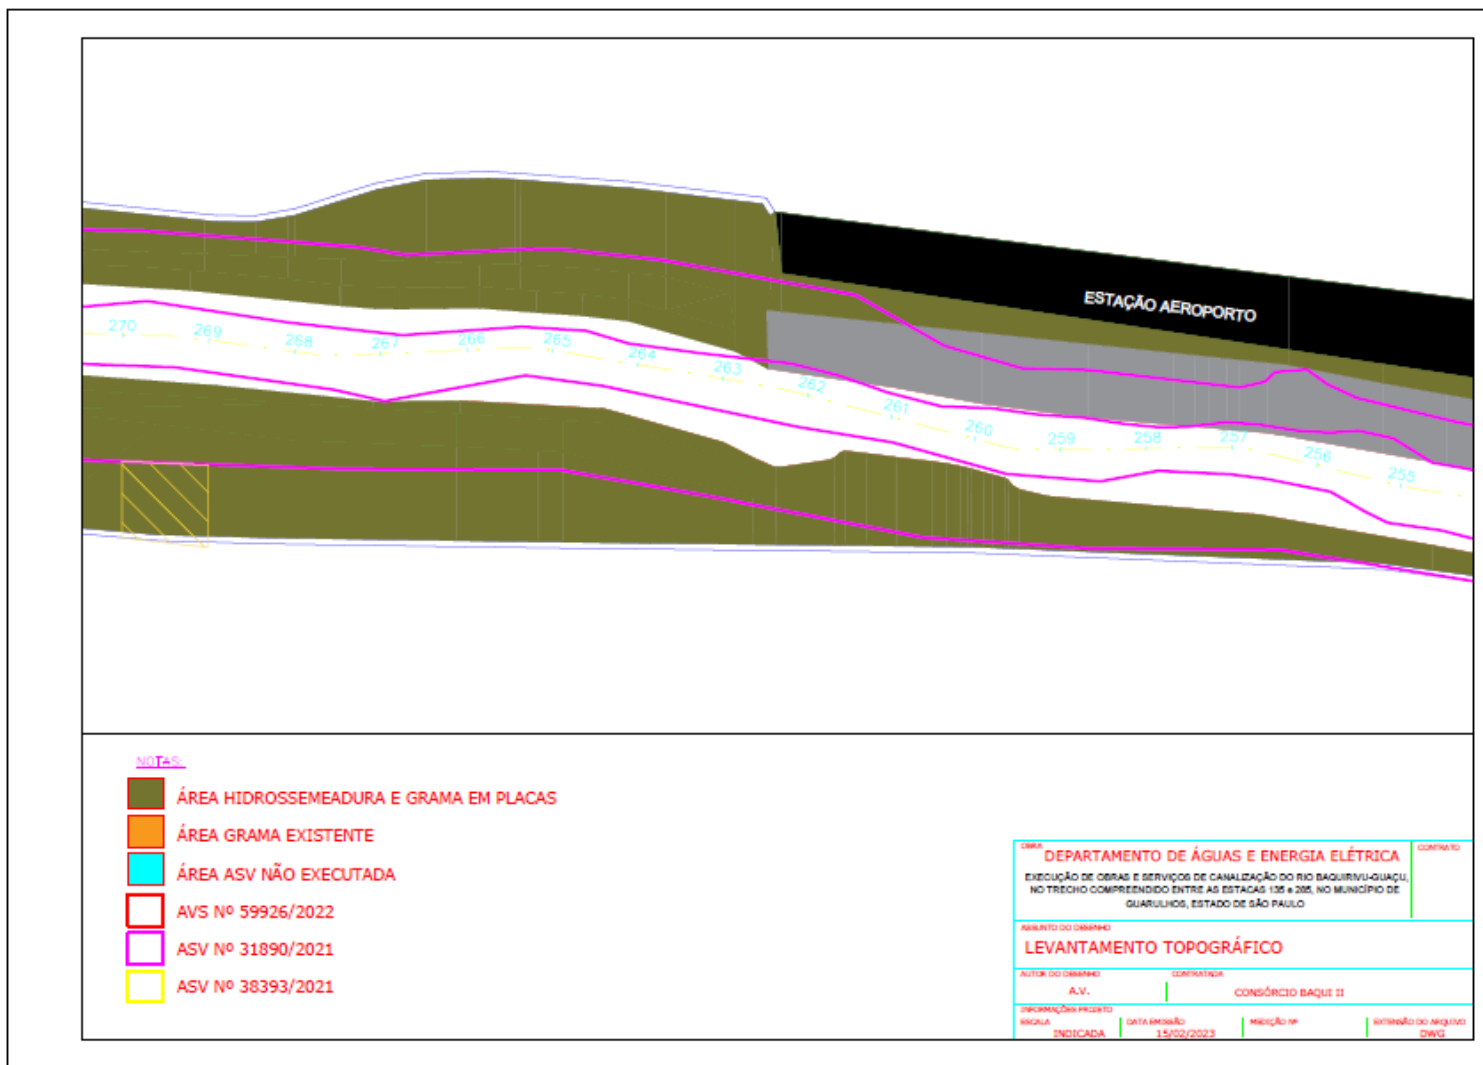 ESTAÇÃO AEROPORTO
270
269
268
267
266
265
264
263
262
261
260
259
258
257
256
255
NOTAS:
ÁREA HIDROSSEMEADURA E GRAMA EM PLACAS
ÁREA GRAMA EXISTENTE
ÁREA ASV NÃO EXECUTADA
AVS Nº 59926/2022
ASV Nº 31890/2021
ASV Nº 38393/2021
OBRA
CONTRATO
DEPARTAMENTO DE ÁGUAS E ENERGIA ELÉTRICA
EXECUÇÃO DE OBRAS E SERVIÇOS DE CANALIZAÇÃO DO RIO BAQUIRIVU-GUAÇU,
NO TRECHO COMPREENDIDO ENTRE AS ESTACAS 135 e 285, NO MUNICÍPIO DE
GUARULHOS, ESTADO DE SÃO PAULO
ASSUNTO DO DESENHO
LEVANTAMENTO TOPOGRÁFICO
AUTOR DO DESENHO
CONTRATADA
A.V.
CONSÓRCIO BAQUI II
INFORMAÇÕES PROJETO
ESCALA
DATA EMISSÃO
MEDIÇÃO Nº
EXTENSÃO DO ARQUIVO
INDICADA
15/02/2023
DWG